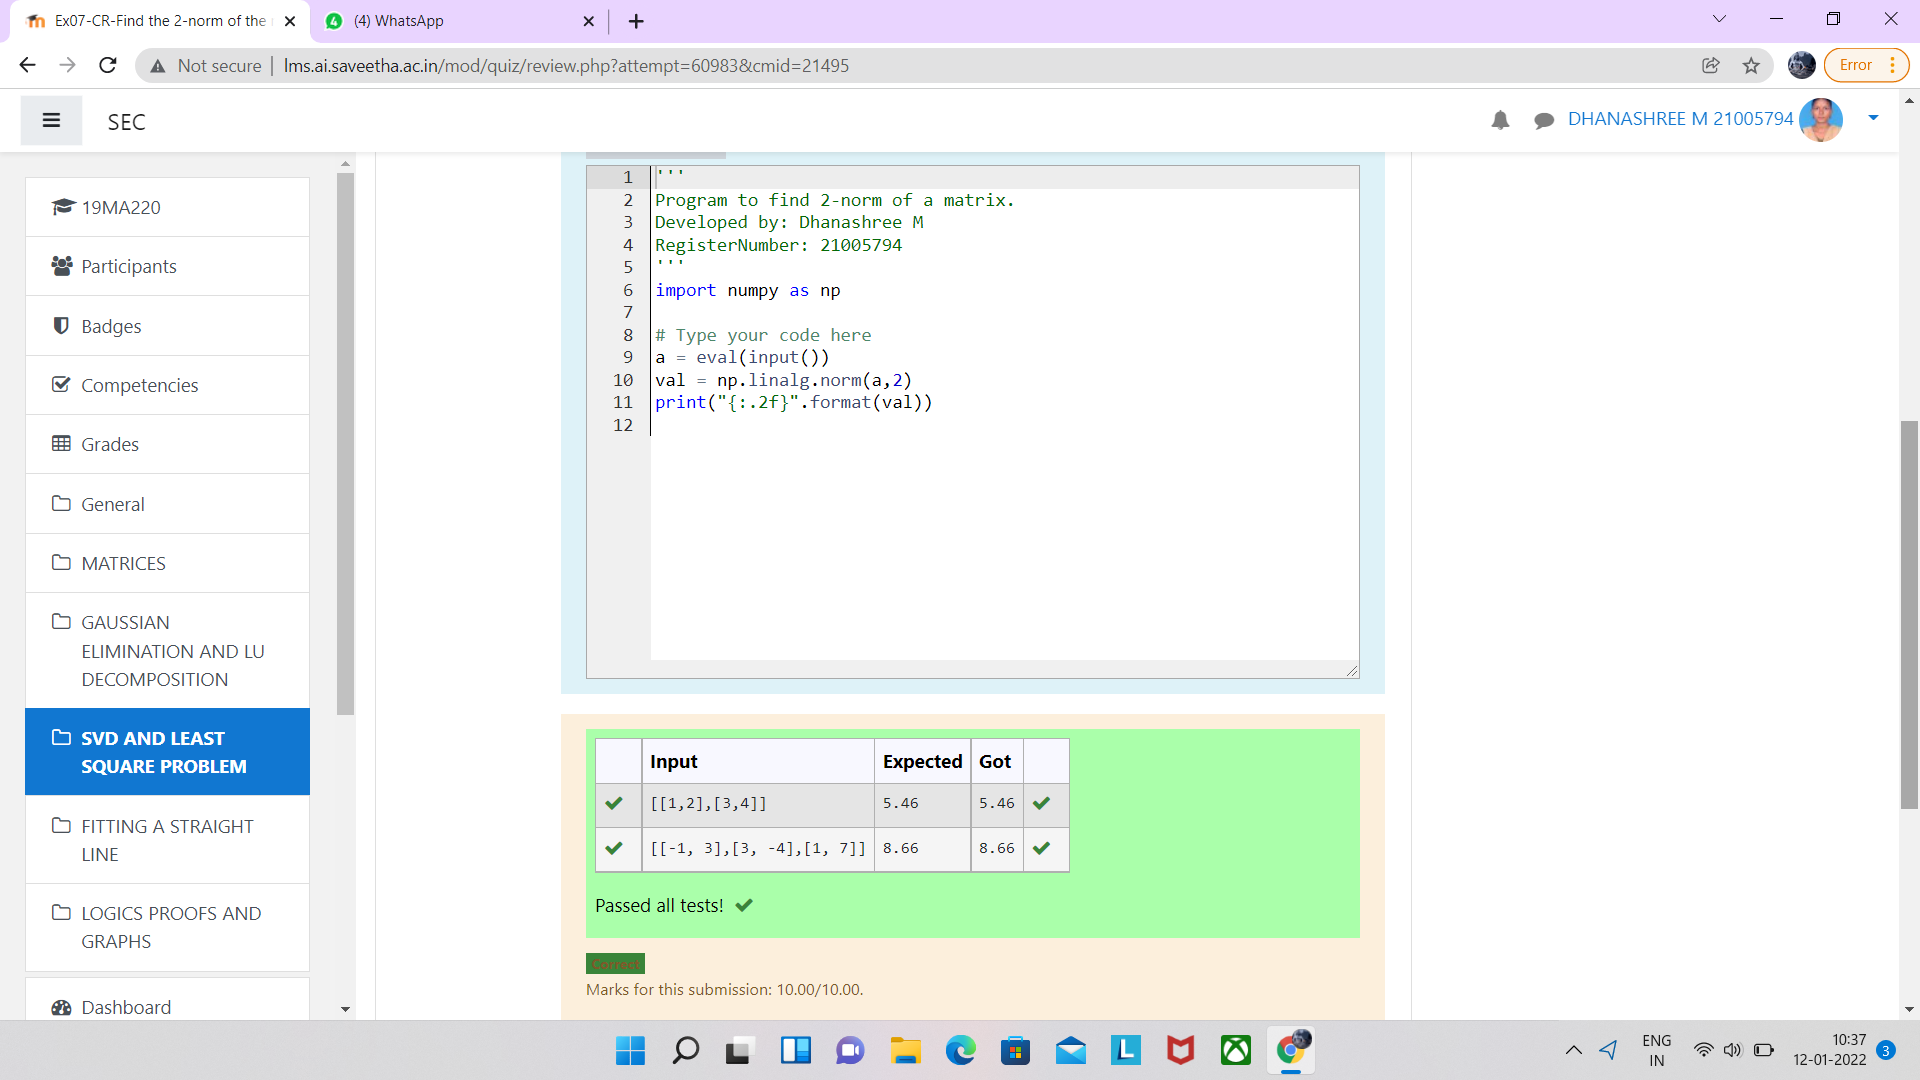 Ex07-CR-Find the 2-norm of the
(4) WhatsApp
Not secure
lms.ai.saveetha.ac.in/mod/quiz/review.php?attempt=60983&cmid=21495
Error
SEC
DHANASHREE M 21005794
19MA220
Participants
Badges
Competencies
Grades
General
MATRICES
GAUSSIAN
ELIMINATION AND LU
DECOMPOSITION
SVD AND LEAST
SQUARE PROBLEM
FITTING A STRAIGHT
LINE
LOGICS PROOFS AND
GRAPHS
Dashboard
1 '''
2 Program to find 2-norm of a matrix.
3 Developed by: Dhanashree M
4 RegisterNumber: 21005794
5 '''
6 import numpy as np
7
8 # Type your code here
9 a = eval(input())
10 val = np.linalg.norm(a,2)
11 print("{:.2f}".format(val))
12
Input Expected Got
[[1,2],[3,4]] 5.46 5.46
[[-1, 3],[3, -4],[1, 7]] 8.66 8.66
Passed all tests!
Correct
Marks for this submission: 10.00/10.00.
ENG
IN
10:37
12-01-2022
3